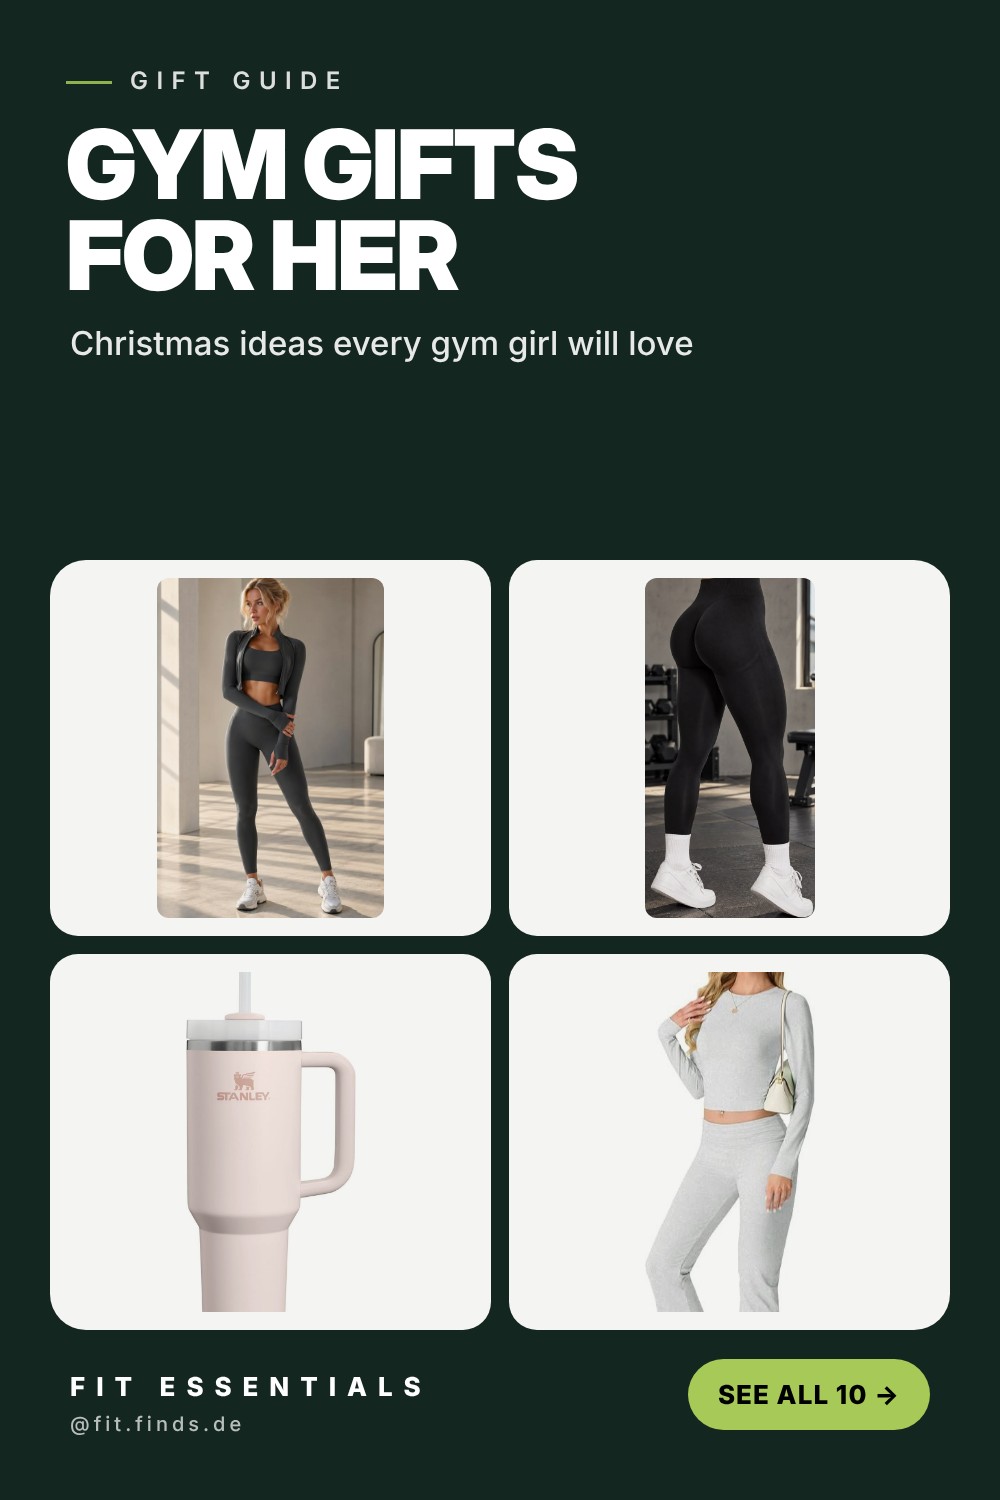 GIFT GUIDE
GYM GIFTS
FOR HER
Christmas ideas every gym girl will love
STANLEY
FIT ESSENTIALS
@fit.finds.de
SEE ALL 10 →